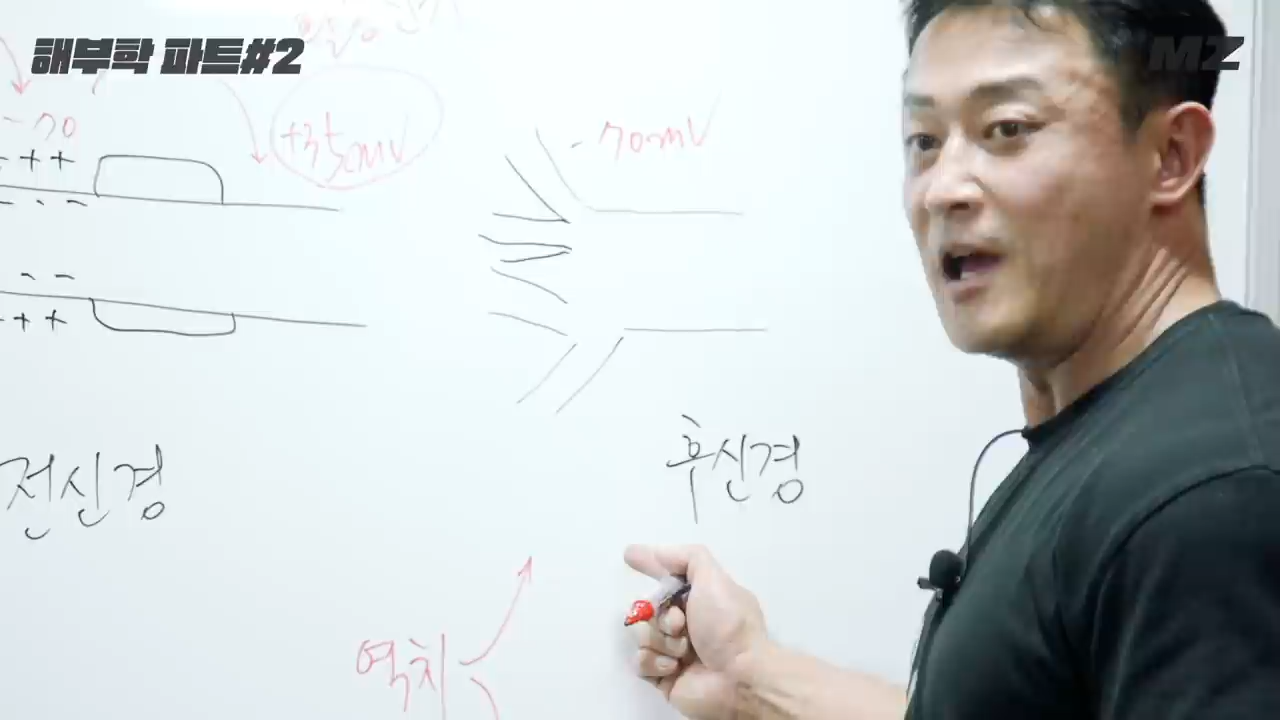 해부학 파트#2
MZ
-70
+++
+35mv
-70mV
- - -
- -
+++
전신경
후신경
역치